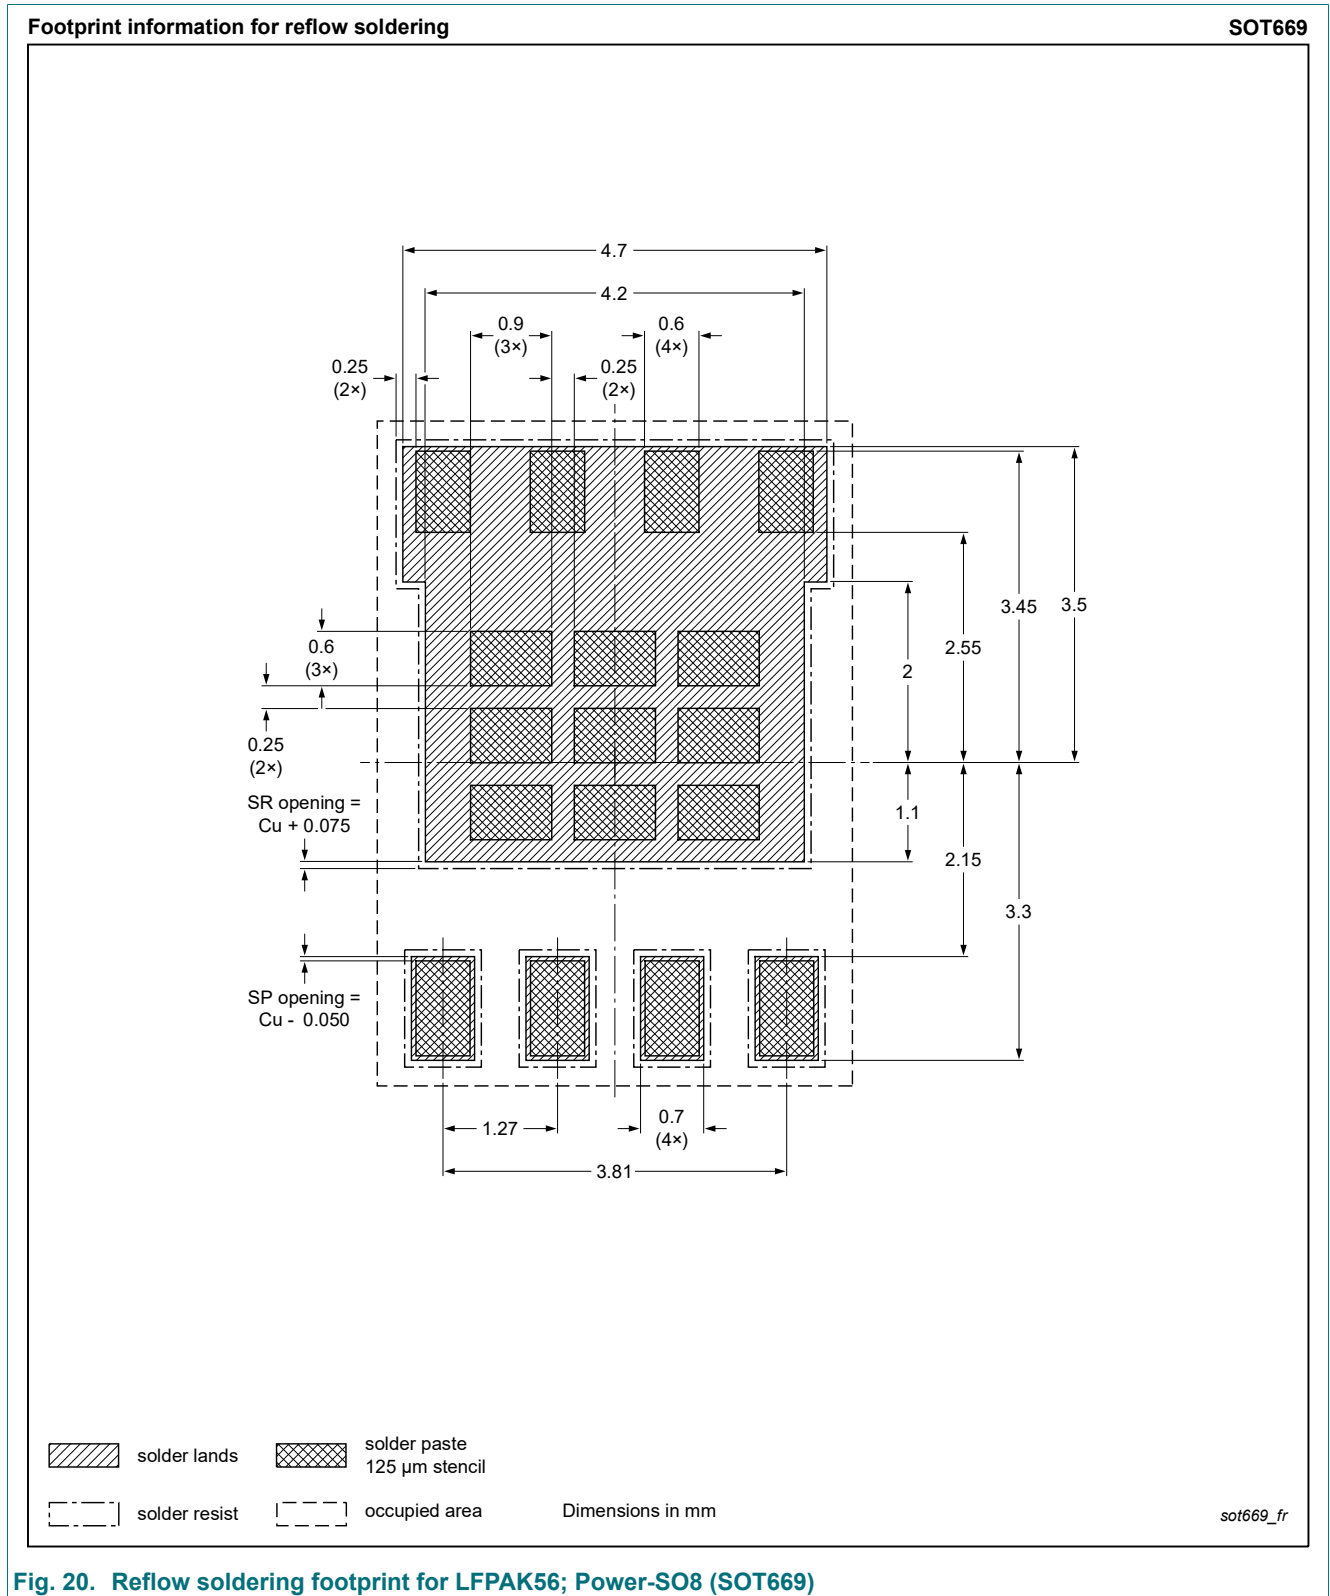 Footprint information for reflow soldering
SOT669
4.7
4.2
0.9
(3×)
0.6
(4×)
0.25
(2×)
0.25
(2×)
3.45
3.5
2.55
2
0.6
(3×)
0.25
(2×)
SR opening =
Cu + 0.075
1.1
2.15
3.3
SP opening =
Cu - 0.050
1.27
0.7
(4×)
3.81
solder lands
solder paste
125 µm stencil
solder resist
occupied area
Dimensions in mm
sot669_fr
Fig. 20. Reflow soldering footprint for LFPAK56; Power-SO8 (SOT669)